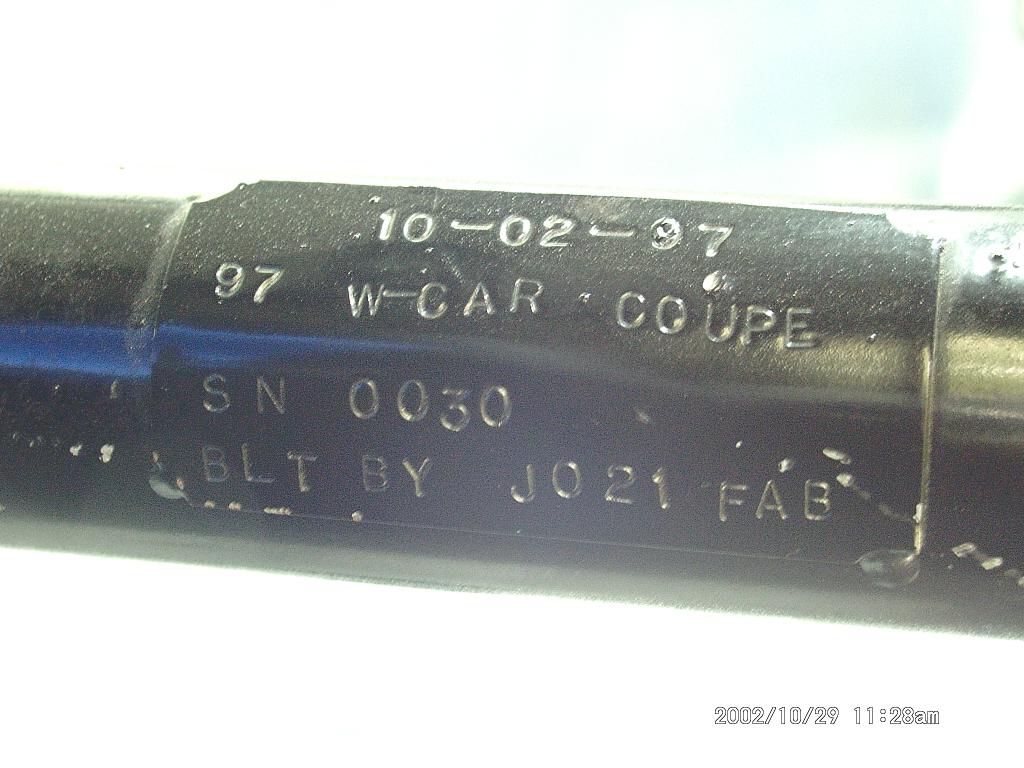 10-02-97
97 W-CAR COUPE
SN 0030
BLT BY J021 FAB
2002/10/29 11:28am